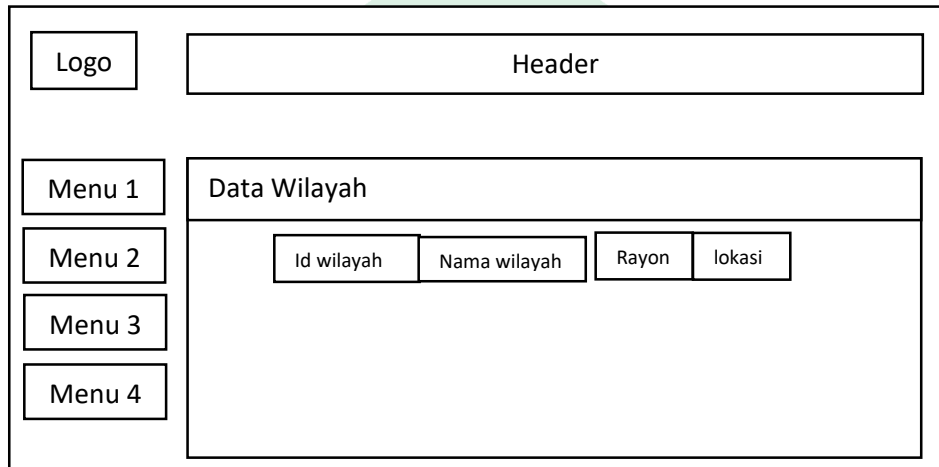 Logo
Header
Menu 1
Data Wilayah
Menu 2
Id wilayah Nama wilayah Rayon lokasi
Menu 3
Menu 4